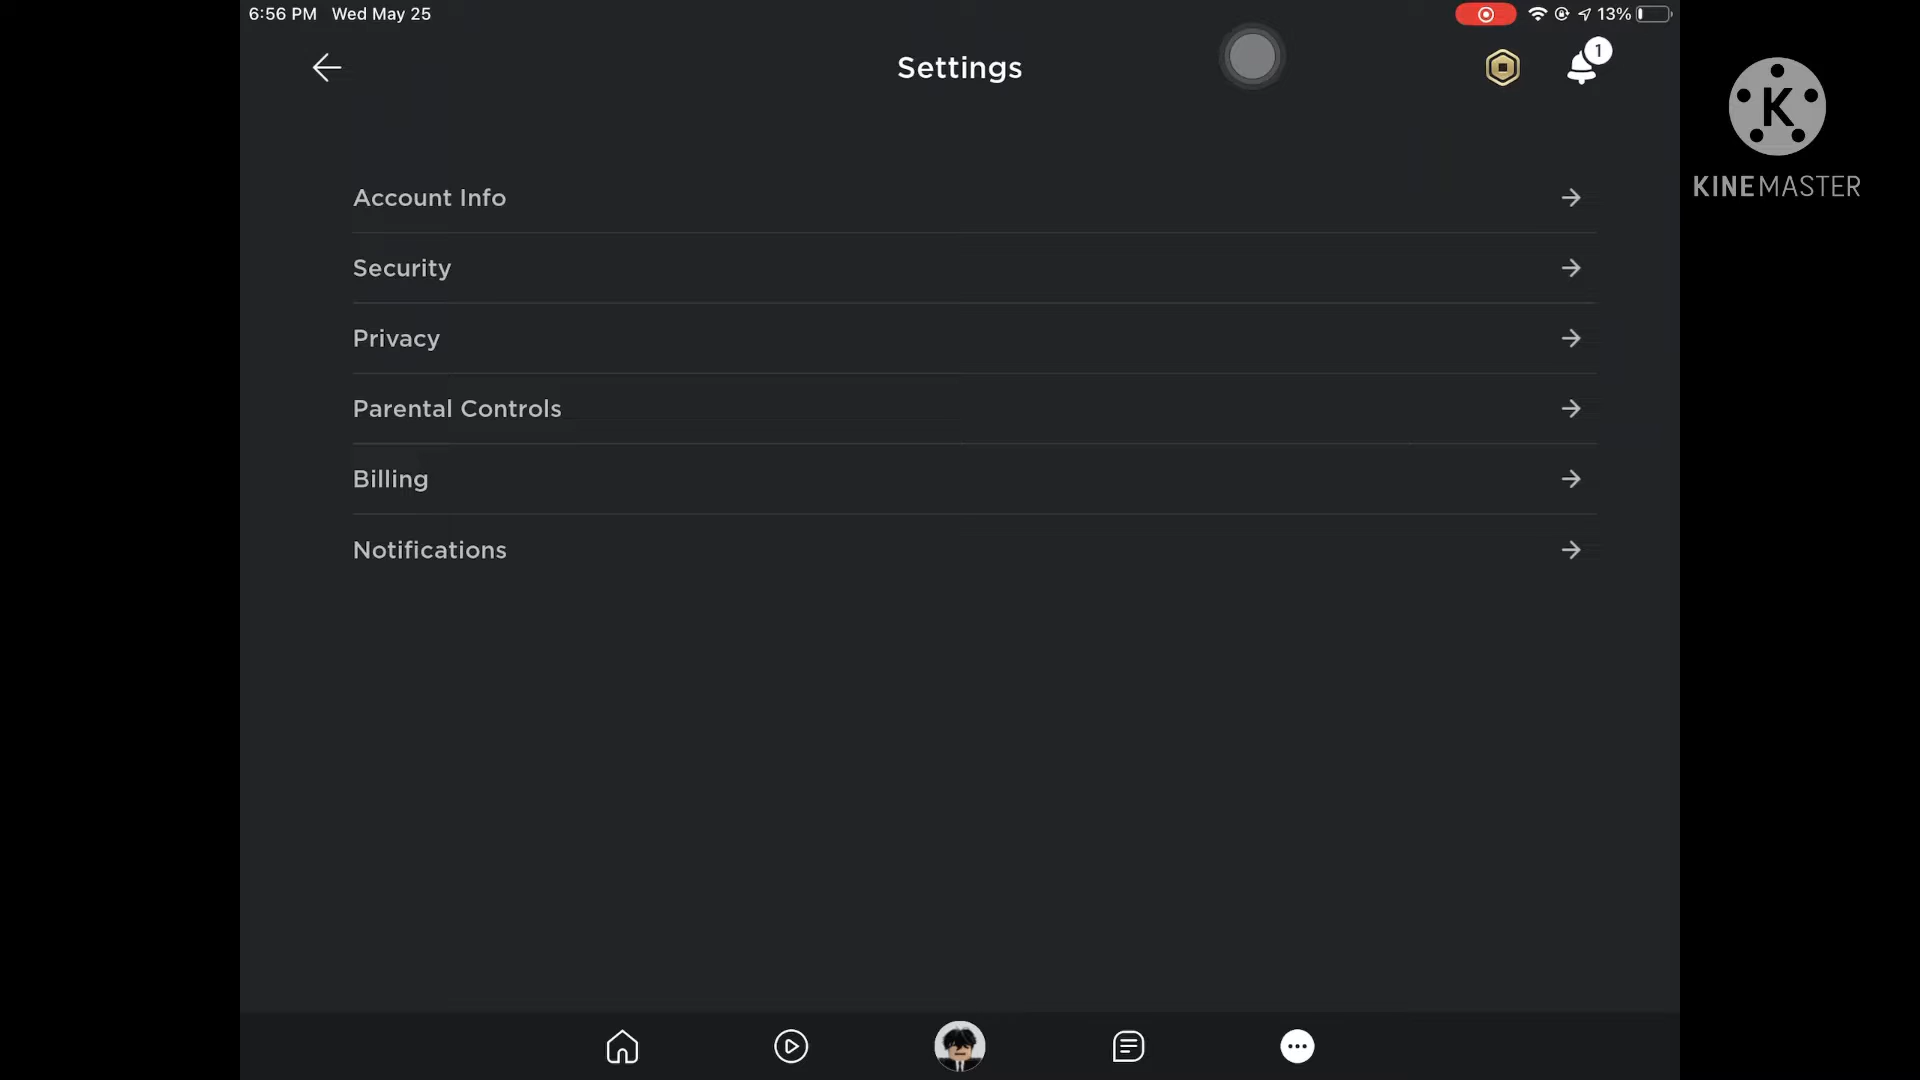 6:56 PM Wed May 25
13%
Settings
1
K
KINEMASTER
Account Info
Security
Privacy
Parental Controls
Billing
Notifications